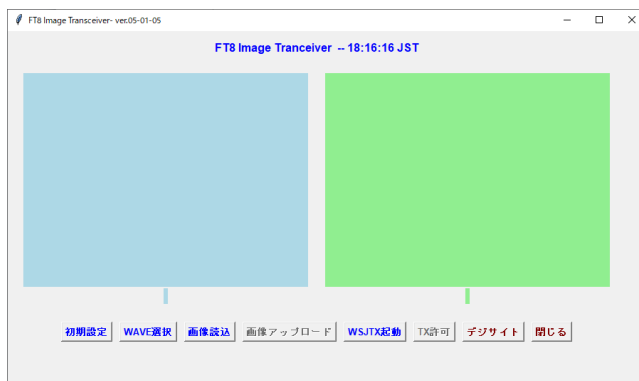 FT8 Image Transceiver- ver.05-01-05
FT8 Image Tranceiver -- 18:16:16 JST
初期設定 WAVE選択 画像読込 画像アップロード WSJTX起動 TX許可 デジサイト 閉じる